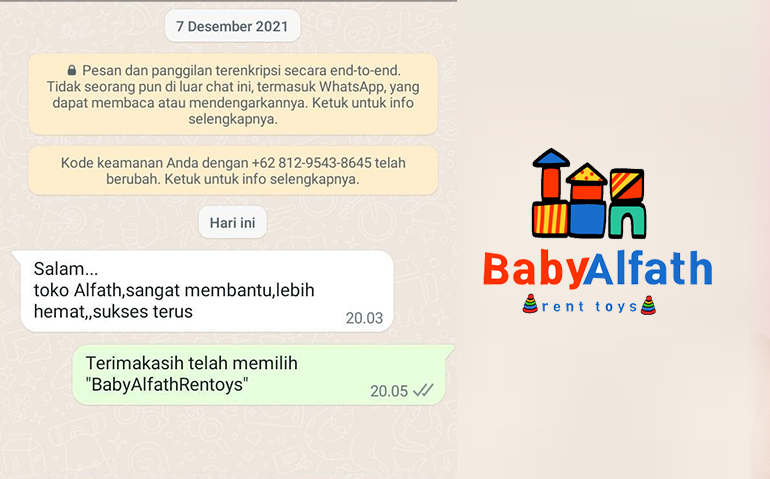 7 Desember 2021
Pesan dan panggilan terenkripsi secara end-to-end.
Tidak seorang pun di luar chat ini, termasuk WhatsApp, yang
dapat membaca atau mendengarkannya. Ketuk untuk info
selengkapnya.
Kode keamanan Anda dengan +62 812-9543-8645 telah
berubah. Ketuk untuk info selengkapnya.
Hari ini
Salam...
toko Alfath,sangat membantu,lebih
hemat,,sukses terus
20.03
Terimakasih telah memilih
"BabyAlfathRentoys"
20.05
BabyAlfath
rent toys